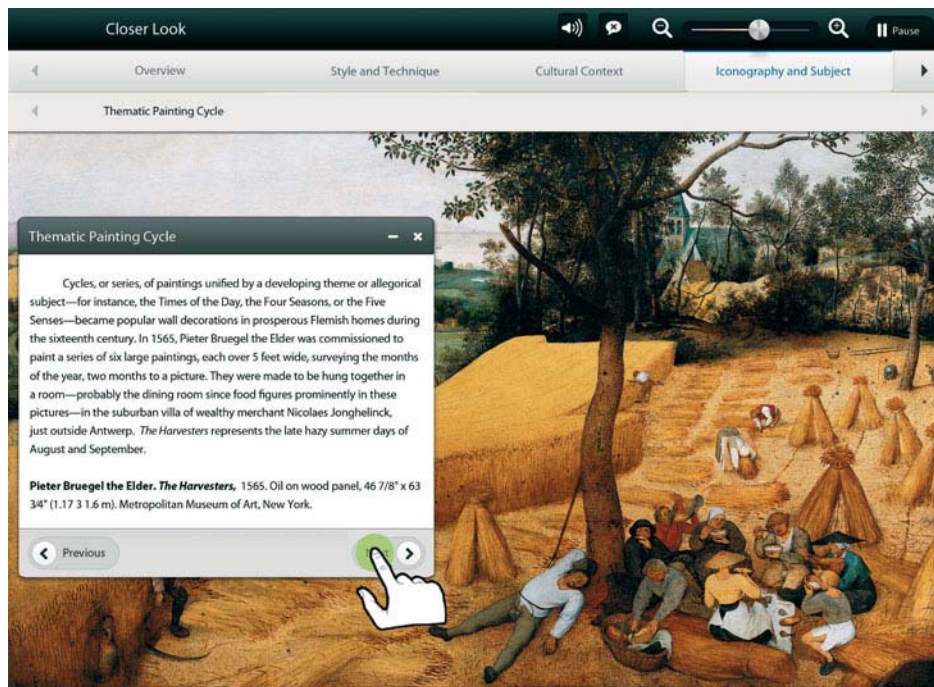 Closer Look
Pause
Overview
Style and Technique
Cultural Context
Iconography and Subject
Thematic Painting Cycle
Thematic Painting Cycle
Cycles, or series, of paintings unified by a developing theme or allegorical
subject—for instance, the Times of the Day, the Four Seasons, or the Five
Senses—became popular wall decorations in prosperous Flemish homes during
the sixteenth century. In 1565, Pieter Bruegel the Elder was commissioned to
paint a series of six large paintings, each over 5 feet wide, surveying the months
of the year, two months to a picture. They were made to be hung together in
a room—probably the dining room since food figures prominently in these
pictures—in the suburban villa of wealthy merchant Nicolaes Jonghelinck,
just outside Antwerp. The Harvesters represents the late hazy summer days of
August and September.
Pieter Bruegel the Elder. The Harvesters, 1565. Oil on wood panel, 46 7/8" x 63
3⁄4" (1.17 3 1.6 m). Metropolitan Museum of Art, New York.
Previous